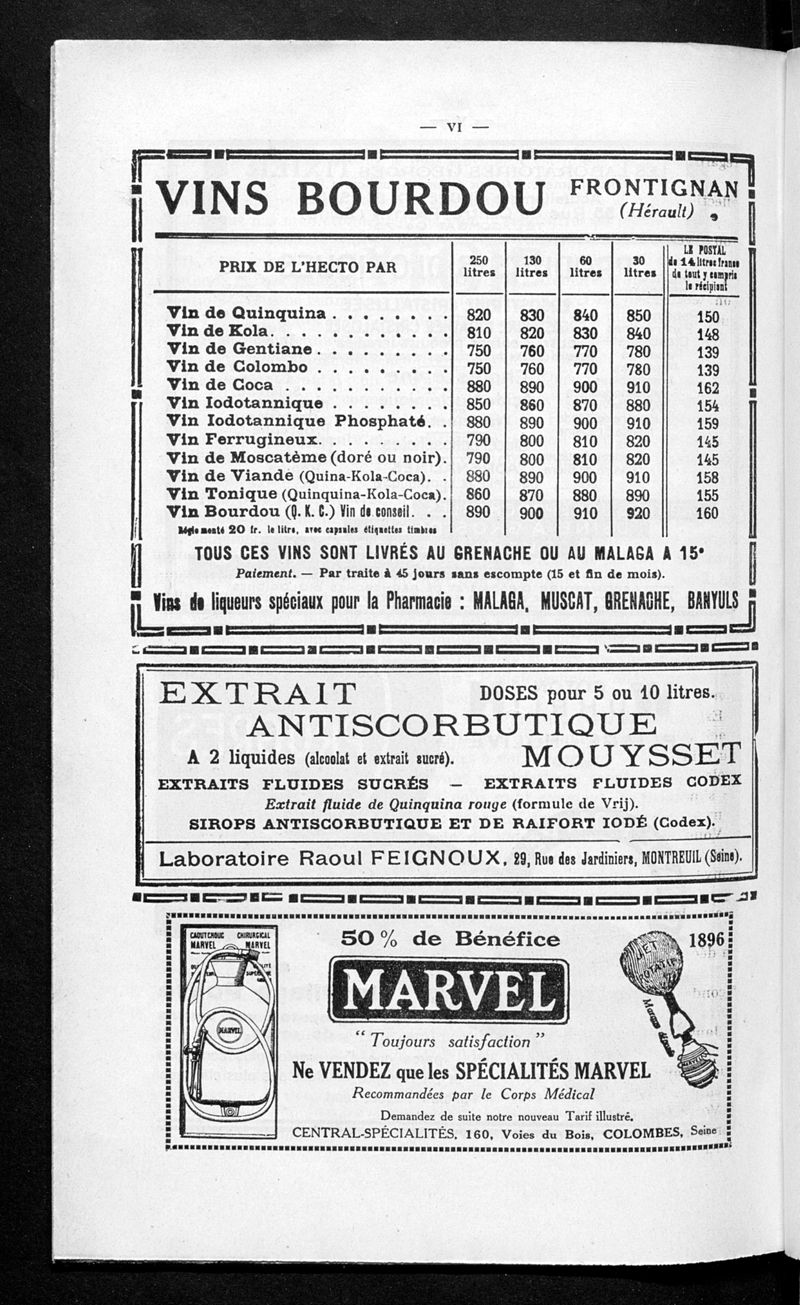 — VI —
VINS BOURDOU FRONTIGNAN
(Hérault)
PRIX DE L'HECTO PAR 250 litres 130 litres 60 litres 30 litres LE POSTAL de 14 litres franco de tout y compris le récipient
Vin de Quinquina . . . . . . . . 820 830 840 850 150
Vin de Kola. . . . . . . . . . . . 810 820 830 840 148
Vin de Gentiane . . . . . . . . . 750 760 770 780 139
Vin de Colombo . . . . . . . . . 750 760 770 780 139
Vin de Coca . . . . . . . . . . . 880 890 900 910 162
Vin Iodotannique . . . . . . . . 850 860 870 880 154
Vin Iodotannique Phosphaté. . 880 890 900 910 159
Vin Ferrugineux. . . . . . . . . 790 800 810 820 145
Vin de Moscatème (doré ou noir). 790 800 810 820 145
Vin de Viande (Quina-Kola-Coca). . 880 890 900 910 158
Vin Tonique (Quinquina-Kola-Coca). 860 870 880 890 155
Vin Bourdou (Q. K. C.) Vin de conseil. . . 890 900 910 920 160
Réglementé 20 fr. le litre, avec capsules étiquettes timbres
TOUS CES VINS SONT LIVRÉS AU GRENACHE OU AU MALAGA A 15°
Paiement. — Par traite à 45 jours sans escompte (15 et fin de mois).
Vins de liqueurs spéciaux pour la Pharmacie : MALAGA, MUSCAT, GRENACHE, BANYULS
EXTRAIT DOSES pour 5 ou 10 litres.
ANTISCORBUTIQUE
A 2 liquides (alcoolat et extrait sucré). MOUYSSET
EXTRAITS FLUIDES SUCRÉS — EXTRAITS FLUIDES CODEX
Extrait fluide de Quinquina rouge (formule de Vrij).
SIROPS ANTISCORBUTIQUE ET DE RAIFORT IODÉ (Codex).
Laboratoire Raoul FEIGNOUX, 29, Rue des Jardiniers, MONTREUIL (Seine).
CAOUTCHOUC CHIRURGICAL
MARVEL MARVEL
MARVEL
50 % de Bénéfice
MARVEL
"Toujours satisfaction"
1896
JET ROTATIF
Marque déposée
Ne VENDEZ que les SPÉCIALITÉS MARVEL
Recommandées par le Corps Médical
Demandez de suite notre nouveau Tarif illustré.
CENTRAL-SPÉCIALITÉS, 160, Voies du Bois, COLOMBES, Seine